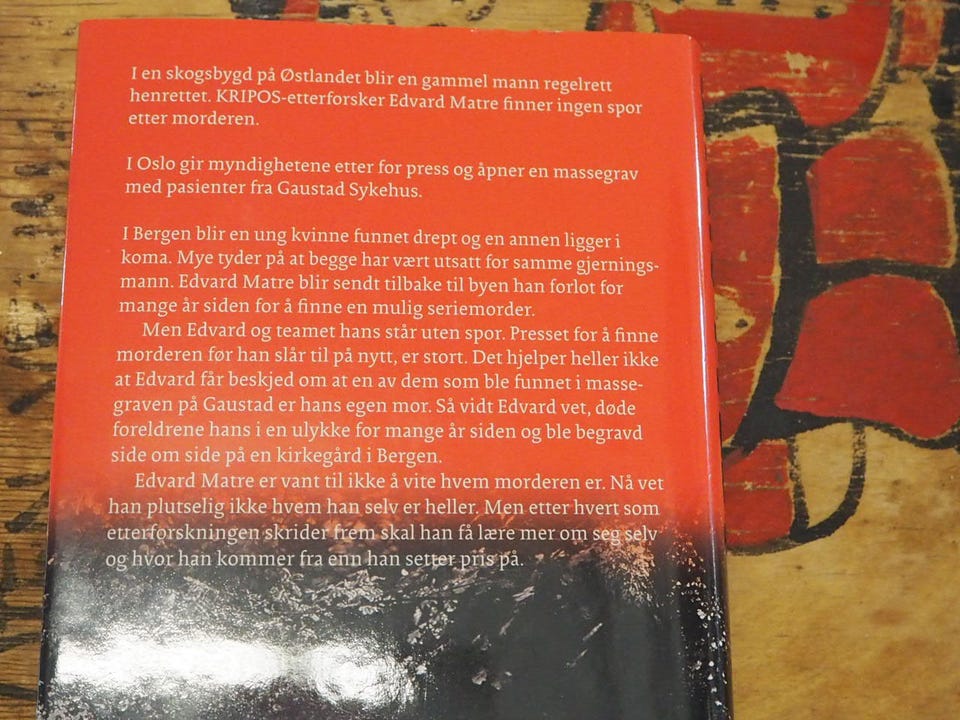 I en skogsbygd på Østlandet blir en gammel mann regelrett
henrettet. KRIPOS-etterforsker Edvard Matre finner ingen spor
etter morderen.
I Oslo gir myndighetene etter for press og åpner en massegrav
med pasienter fra Gaustad Sykehus.
I Bergen blir en ung kvinne funnet drept og en annen ligger i
koma. Mye tyder på at begge har vært utsatt for samme gjernings-
mann. Edvard Matre blir sendt tilbake til byen han forlot for
mange år siden for å finne en mulig seriemorder.
Men Edvard og teamet hans står uten spor. Presset for å finne
morderen før han slår til på nytt, er stort. Det hjelper heller ikke
at Edvard får beskjed om at en av dem som ble funnet i masse-
graven på Gaustad er hans egen mor. Så vidt Edvard vet, døde
foreldrene hans i en ulykke for mange år siden og ble begravd
side om side på en kirkegård i Bergen.
Edvard Matre er vant til ikke å vite hvem morderen er. Nå vet
han plutselig ikke hvem han selv er heller. Men etter hvert som
etterforskningen skrider frem skal han få lære mer om seg selv
og hvor han kommer fra enn han setter pris på.